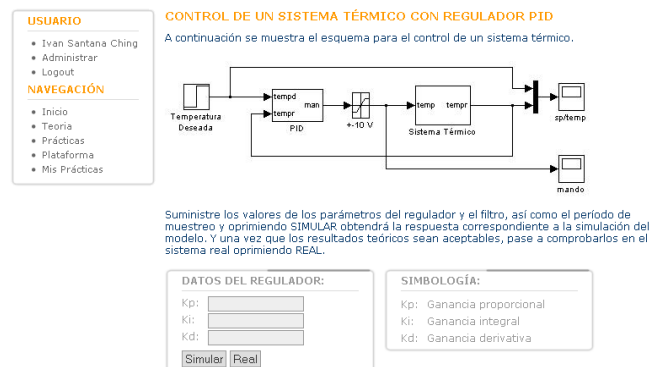 USUARIO
Ivan Santana Ching
Administrar
Logout
NAVEGACIÓN
Inicio
Teoria
Prácticas
Plataforma
Mis Prácticas
CONTROL DE UN SISTEMA TÉRMICO CON REGULADOR PID
A continuación se muestra el esquema para el control de un sistema térmico.
Temperatura
Deseada
tempd
tempr
man
PID
+-10 V
temp tempr
Sistema Térmico
sp/temp
mando
Suministre los valores de los parámetros del regulador y el filtro, así como el período de
muestreo y oprimiendo SIMULAR obtendrá la respuesta correspondiente a la simulación del
modelo. Y una vez que los resultados teóricos sean aceptables, pase a comprobarlos en el
sistema real oprimiendo REAL.
DATOS DEL REGULADOR:
Kp:
Ki:
Kd:
Simular Real
SIMBOLOGÍA:
Kp: Ganancia proporcional
Ki: Ganancia integral
Kd: Ganancia derivativa